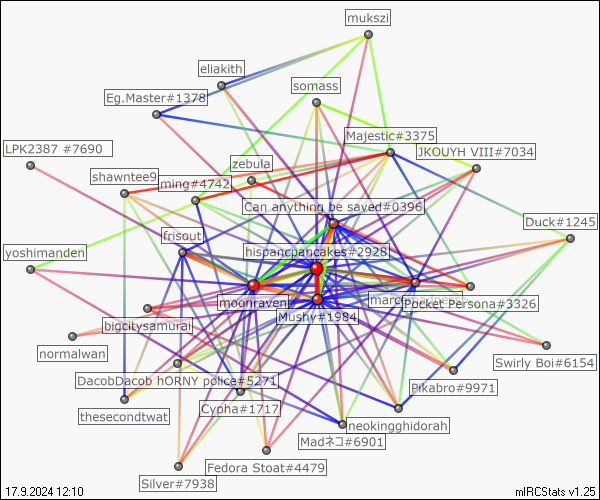 mukszi
eliakith
somass
Eg.Master#1378
Majestic#3375
LPK2387 #7690
JKOUYH VIII#7034
zebula
shawntee9
ming#4742
Can anything be saved#0396
Duck#1245
frisout
hispancpancakes#2928
yoshimanden
moonraven
Pocket Persona#3326
Mushy#1984
bigcitysamurai
normalwan
Swirly Boi#6154
DacobDacob hORNY police#5271
Pikabro#9971
Cypha#1717
thesecondtwat
neokingghidorah
Madネコ#6901
Fedora Stoat#4479
Silver#7938
17.9.2024 12:10
mIRCStats v1.25